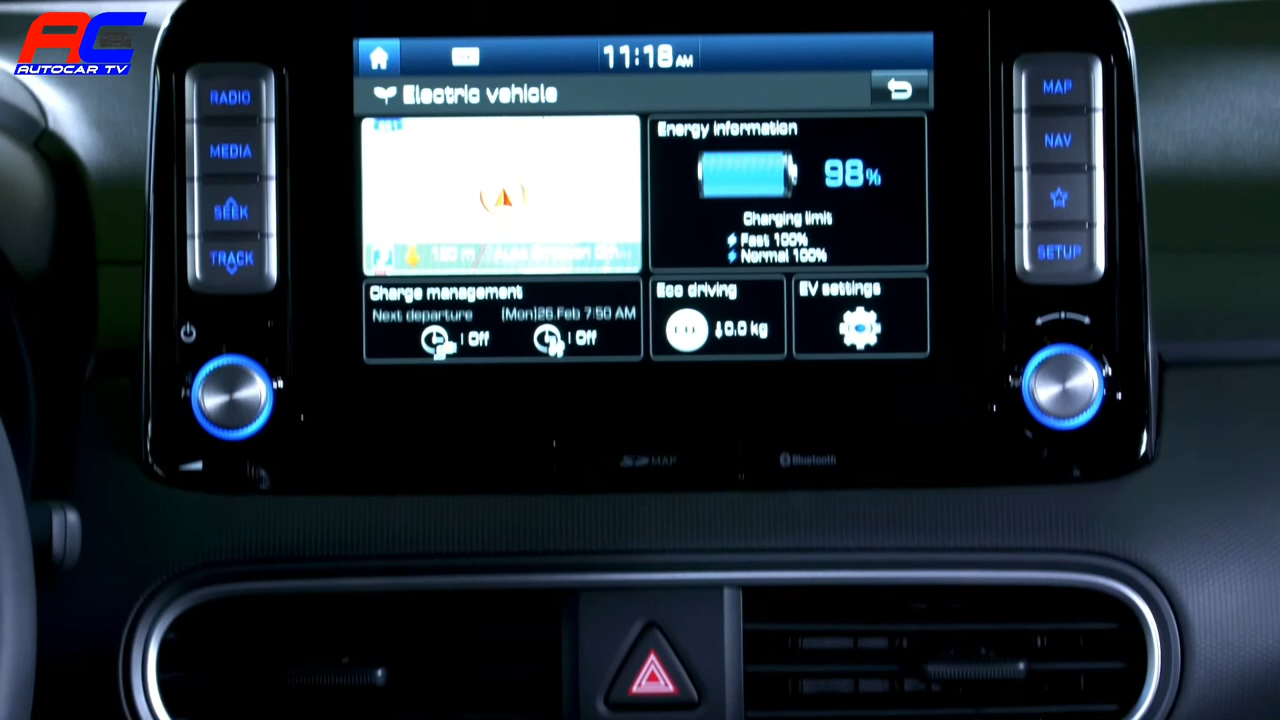 AC
AUTOCAR TV
11:18 AM
Electric vehicle
RADIO
MEDIA
SEEK
TRACK
MAP
NAV
SETUP
Energy information
98%
Charging limit
Fast 100%
Normal 100%
Charge management
Next departure (Mon)26 Feb 7:50 AM
Off
Off
Eco driving
0.0 kg
EV settings
MAP
Bluetooth